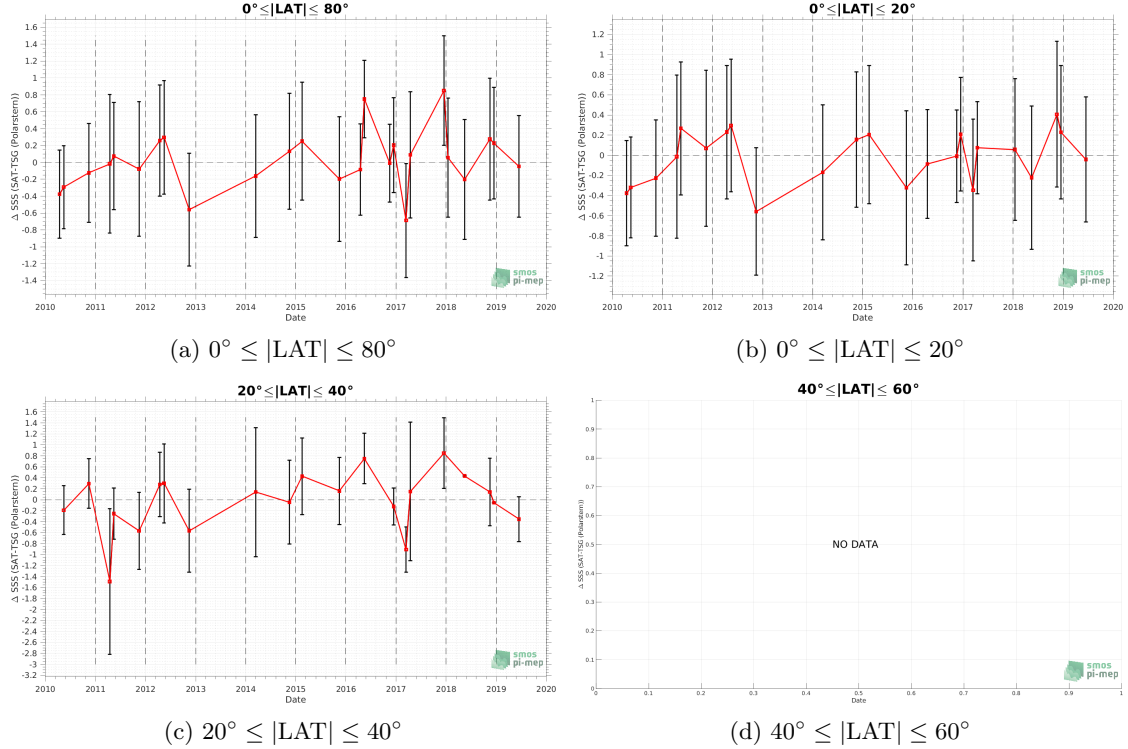 0°≤|LAT|≤ 80°
Δ SSS (SAT-TSG (Polarstern))
1.6
1.4
1.2
1
0.8
0.6
0.4
0.2
0
-0.2
-0.4
-0.6
-0.8
-1
-1.2
-1.4
2010 2011 2012 2013 2014 2015 2016 2017 2018 2019 2020
Date
smos
pi-mep
(a) 0° ≤ |LAT| ≤ 80°
0°≤|LAT|≤ 20°
Δ SSS (SAT-TSG (Polarstern))
1.2
1
0.8
0.6
0.4
0.2
0
-0.2
-0.4
-0.6
-0.8
-1
-1.2
2010 2011 2012 2013 2014 2015 2016 2017 2018 2019 2020
Date
smos
pi-mep
(b) 0° ≤ |LAT| ≤ 20°
20°≤|LAT|≤ 40°
Δ SSS (SAT-TSG (Polarstern))
1.6
1.4
1.2
1
0.8
0.6
0.4
0.2
0
-0.2
-0.4
-0.6
-0.8
-1
-1.2
-1.4
-1.6
-1.8
-2
-2.2
-2.4
-2.6
-2.8
-3
-3.2
2010 2011 2012 2013 2014 2015 2016 2017 2018 2019 2020
Date
smos
pi-mep
(c) 20° ≤ |LAT| ≤ 40°
40°≤|LAT|≤ 60°
Δ SSS (SAT-TSG (Polarstern))
1
0.9
0.8
0.7
0.6
0.5
0.4
0.3
0.2
0.1
0
NO DATA
0 0.1 0.2 0.3 0.4 0.5 0.6 0.7 0.8 0.9 1
Date
smos
pi-mep
(d) 40° ≤ |LAT| ≤ 60°